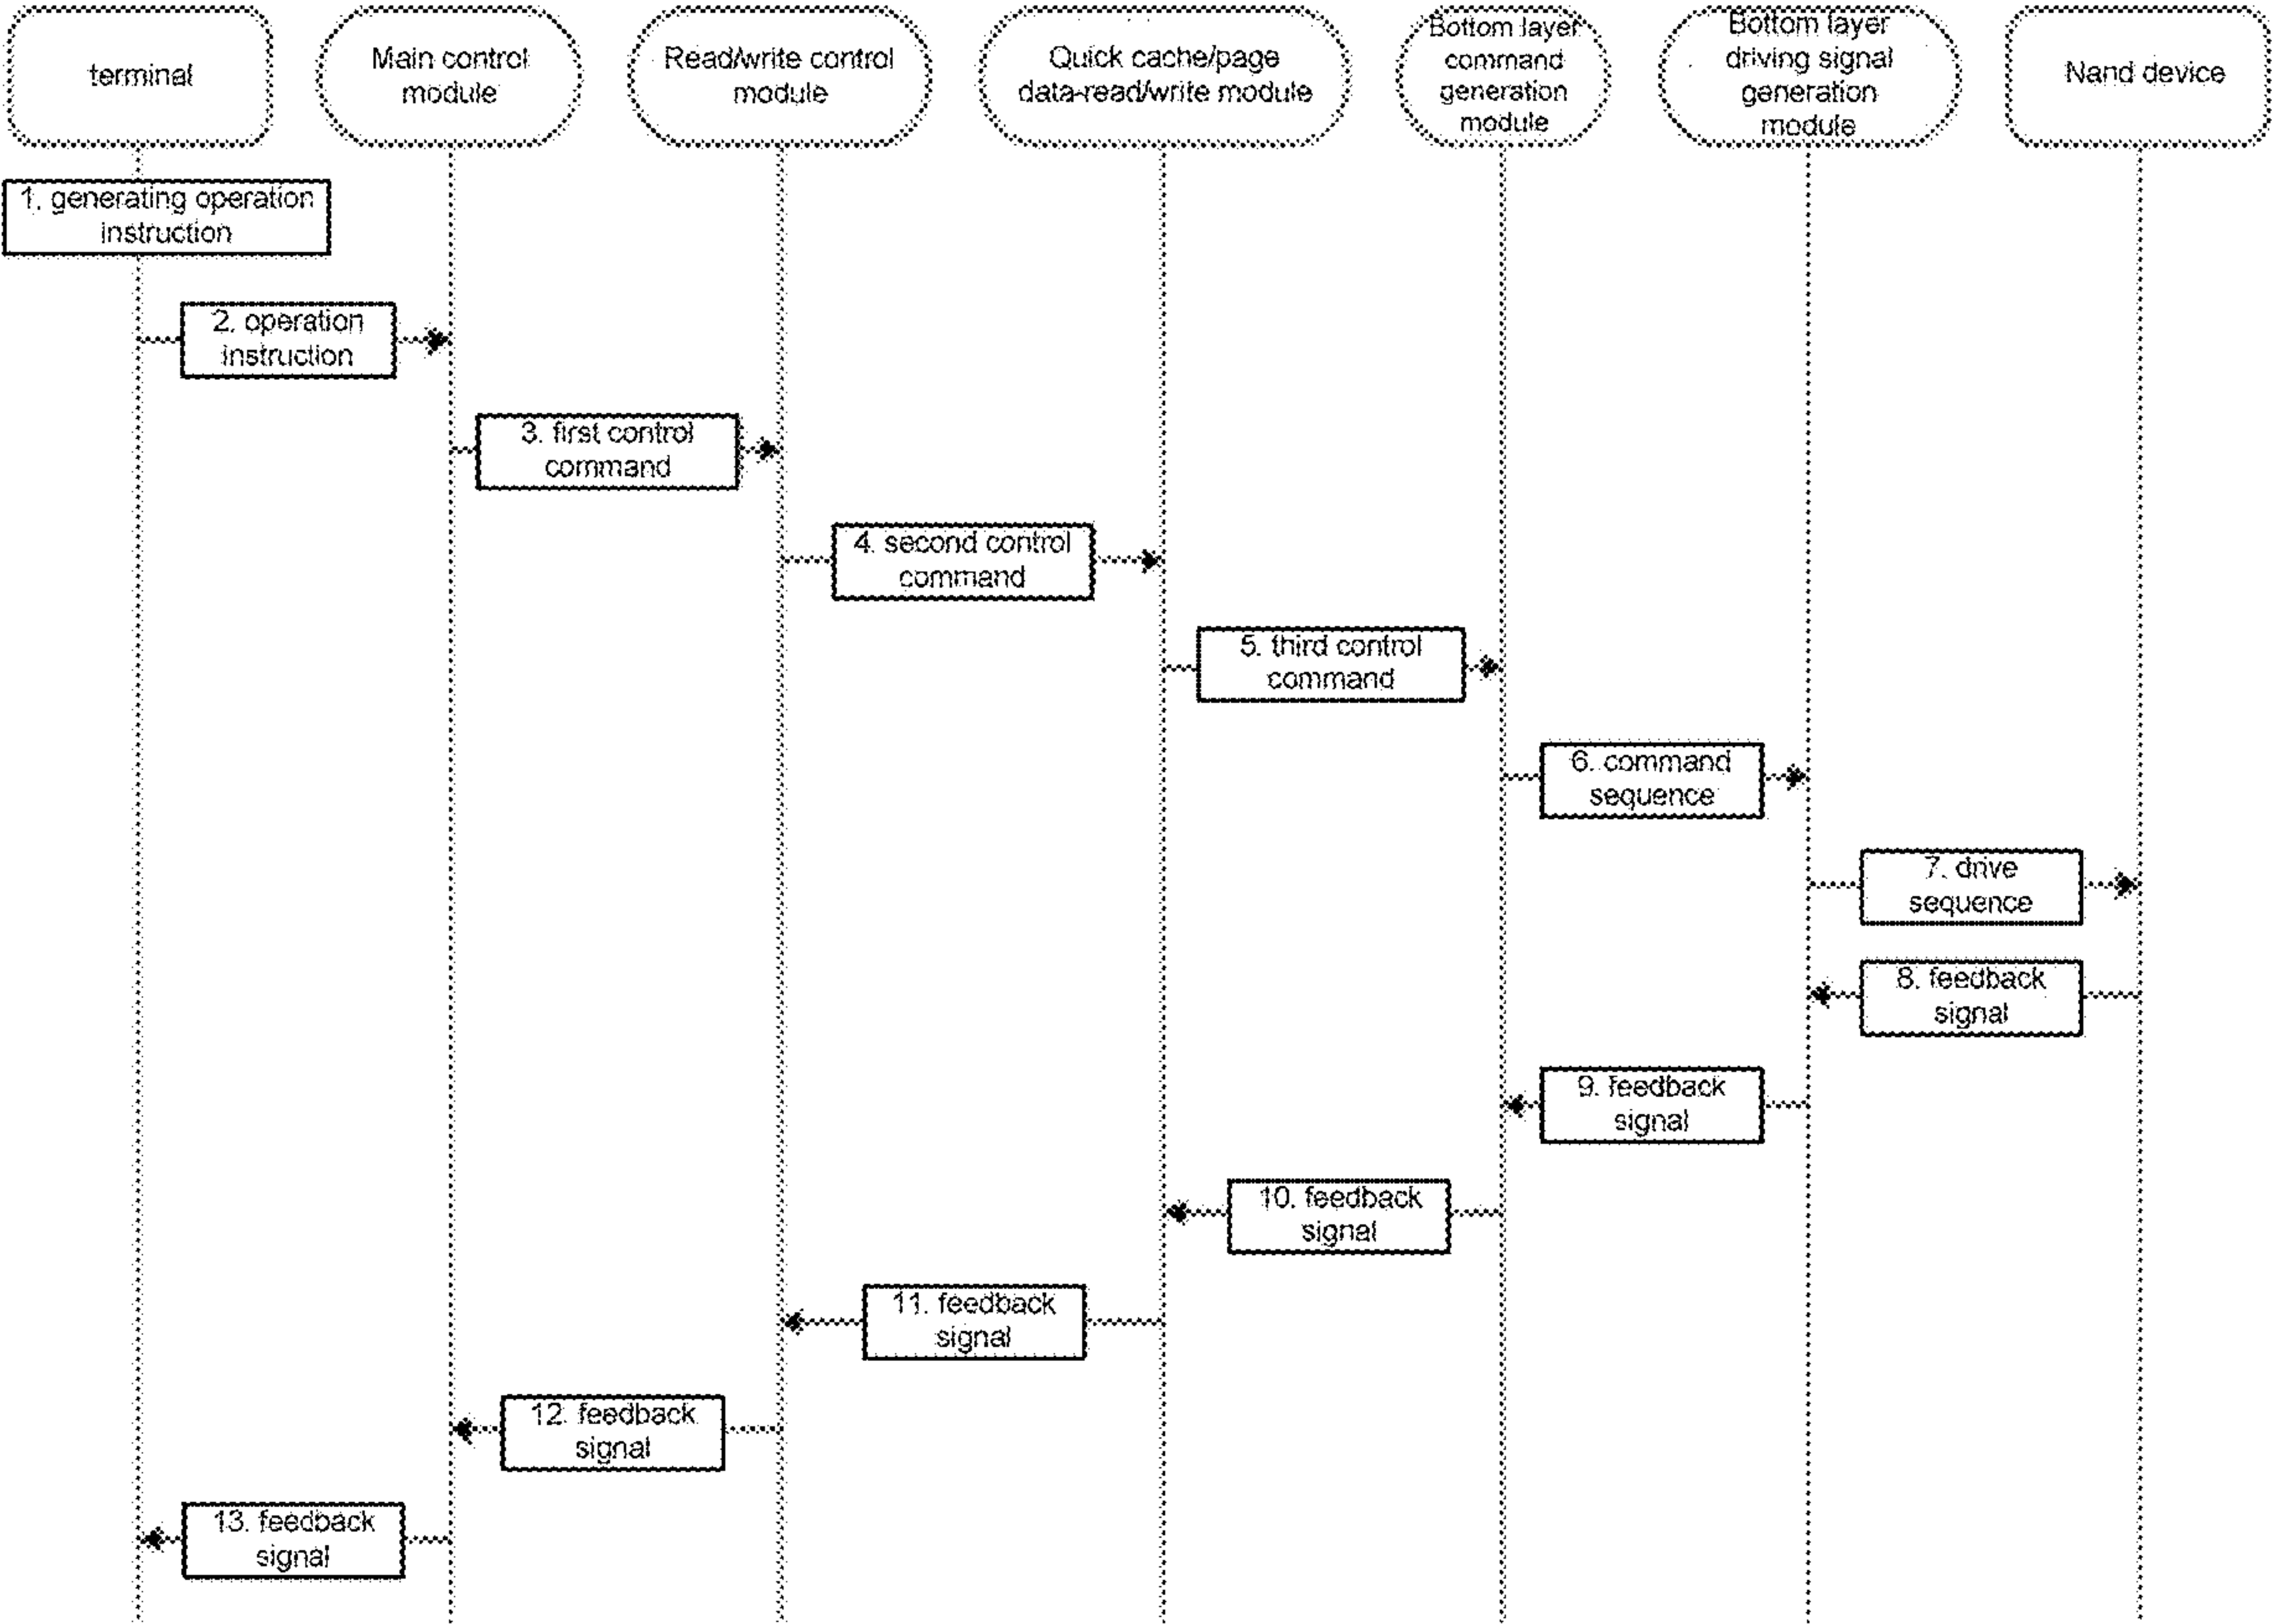 terminal
Main control
module
Read/write control
module
Quick cache/page
data-read/write module
Bottom layer
command
generation
module
Bottom layer
driving signal
generation
module
Nand device
1. generating operation
instruction
2. operation
instruction
3. first control
command
4. second control
command
5. third control
command
6. command
sequence
7. drive
sequence
8. feedback
signal
9. feedback
signal
10. feedback
signal
11. feedback
signal
12. feedback
signal
13. feedback
signal